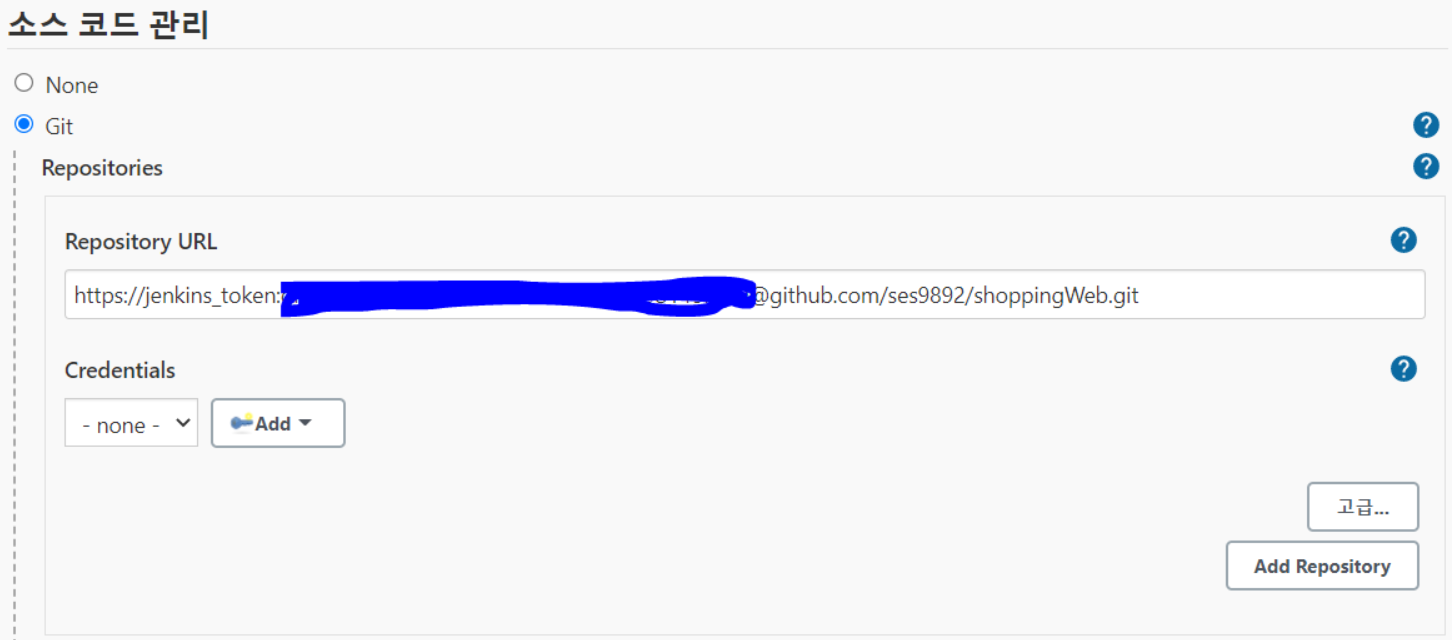 소스 코드 관리
None
Git
?
Repositories
?
Repository URL
?
https://jenkins_token: @github.com/ses9892/shoppingWeb.git
Credentials
?
- none -
Add
고급...
Add Repository